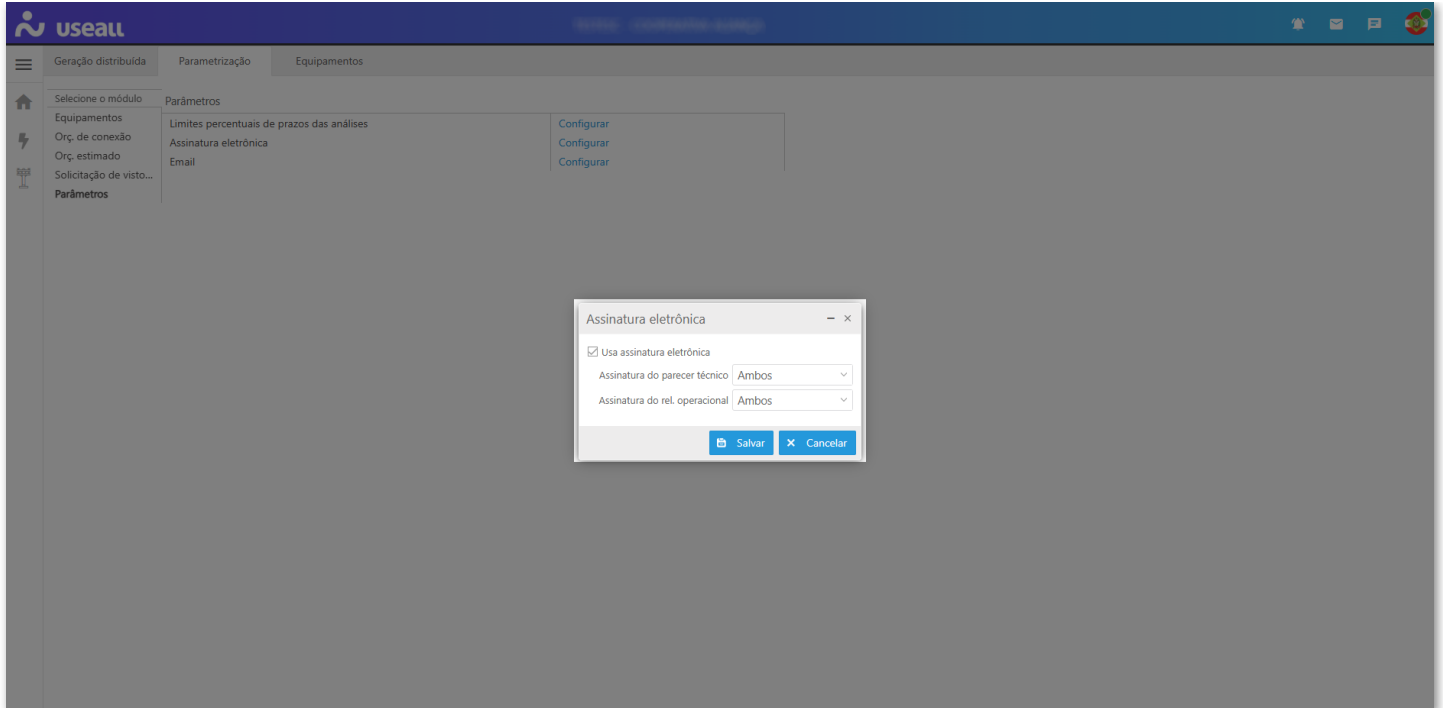 useall
Geração distribuída
Parametrização
Equipamentos
Selecione o módulo
Equipamentos
Orç. de conexão
Orç. estimado
Solicitação de visto...
Parâmetros
Parâmetros
Limites percentuais de prazos das análises Configurar
Assinatura eletrônica Configurar
Email Configurar
Assinatura eletrônica
Usa assinatura eletrônica
Assinatura do parecer técnico Ambos
Assinatura do rel. operacional Ambos
Salvar
Cancelar